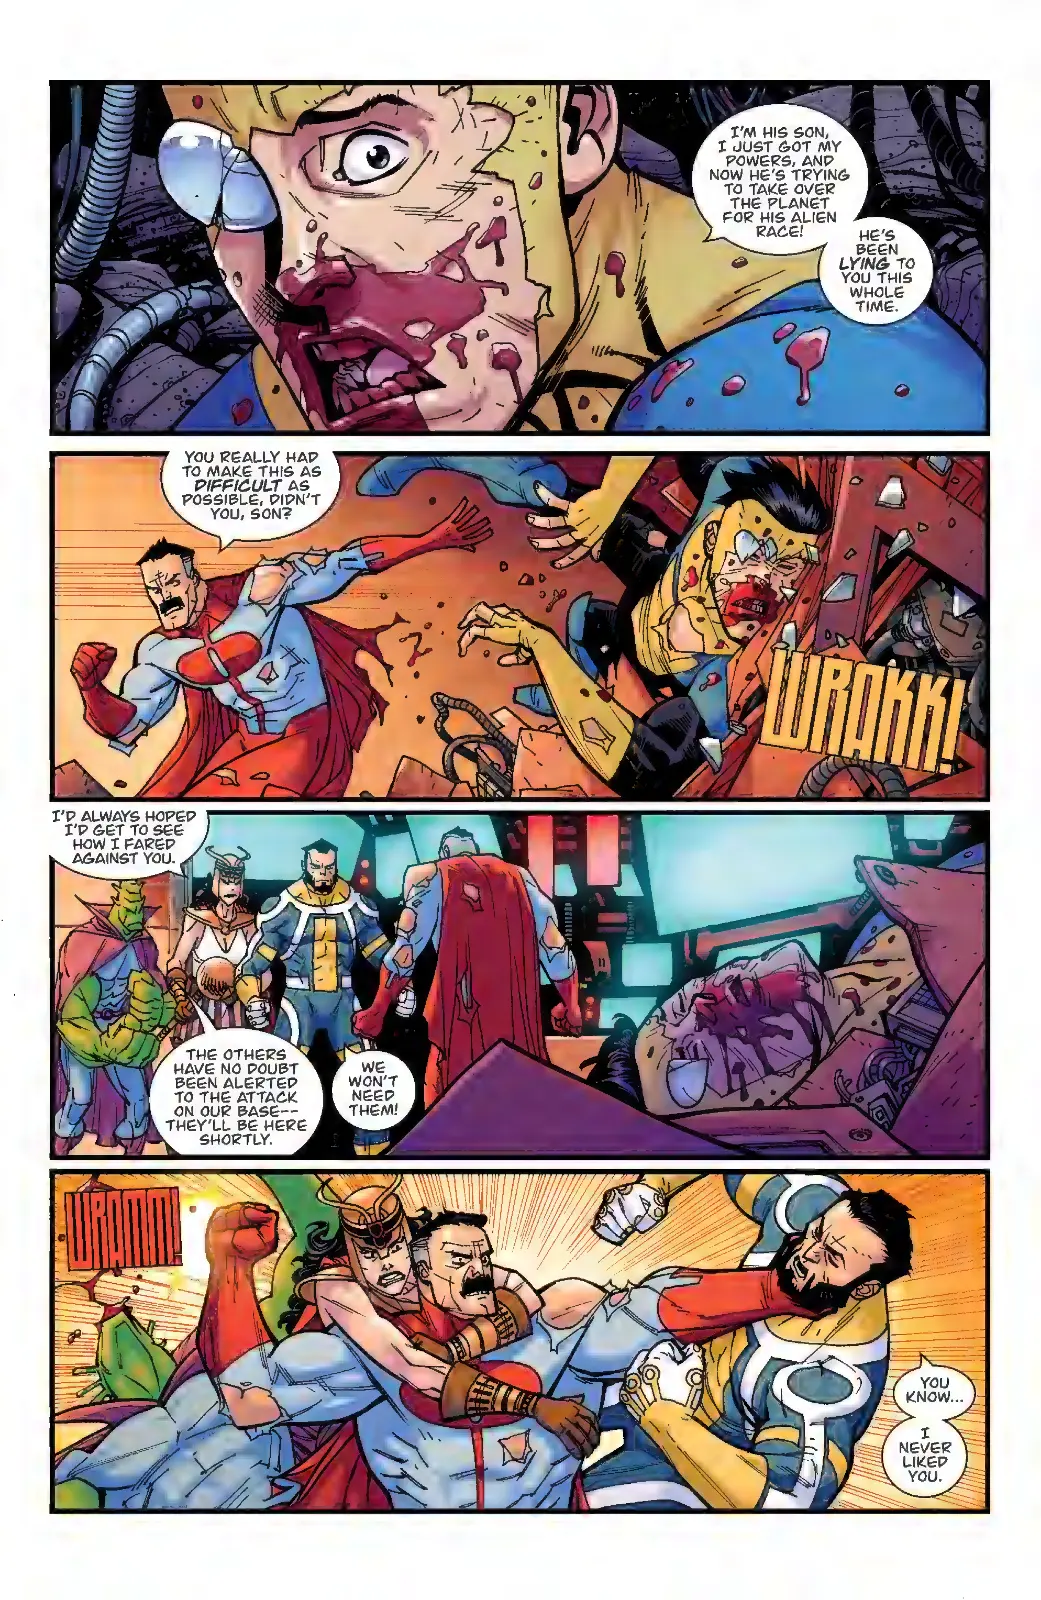 I'M HIS SON,
I JUST GOT MY
POWERS, AND
NOW HE'S TRYING
TO TAKE OVER
THE PLANET
FOR HIS ALIEN
RACE!
HE'S
BEEN
LYING TO
YOU THIS
WHOLE
TIME.
YOU REALLY HAD
TO MAKE THIS AS
DIFFICULT AS
POSSIBLE, DIDN'T
YOU, SON?
WRAKK!
I'D ALWAYS HOPED
I'D GET TO SEE
HOW I FARED
AGAINST YOU.
THE OTHERS
HAVE NO DOUBT
BEEN ALERTED
TO THE ATTACK
ON OUR BASE--
THEY'LL BE HERE
SHORTLY.
WE
WON'T
NEED
THEM!
WRAMM!
YOU
KNOW...
I
NEVER
LIKED
YOU.